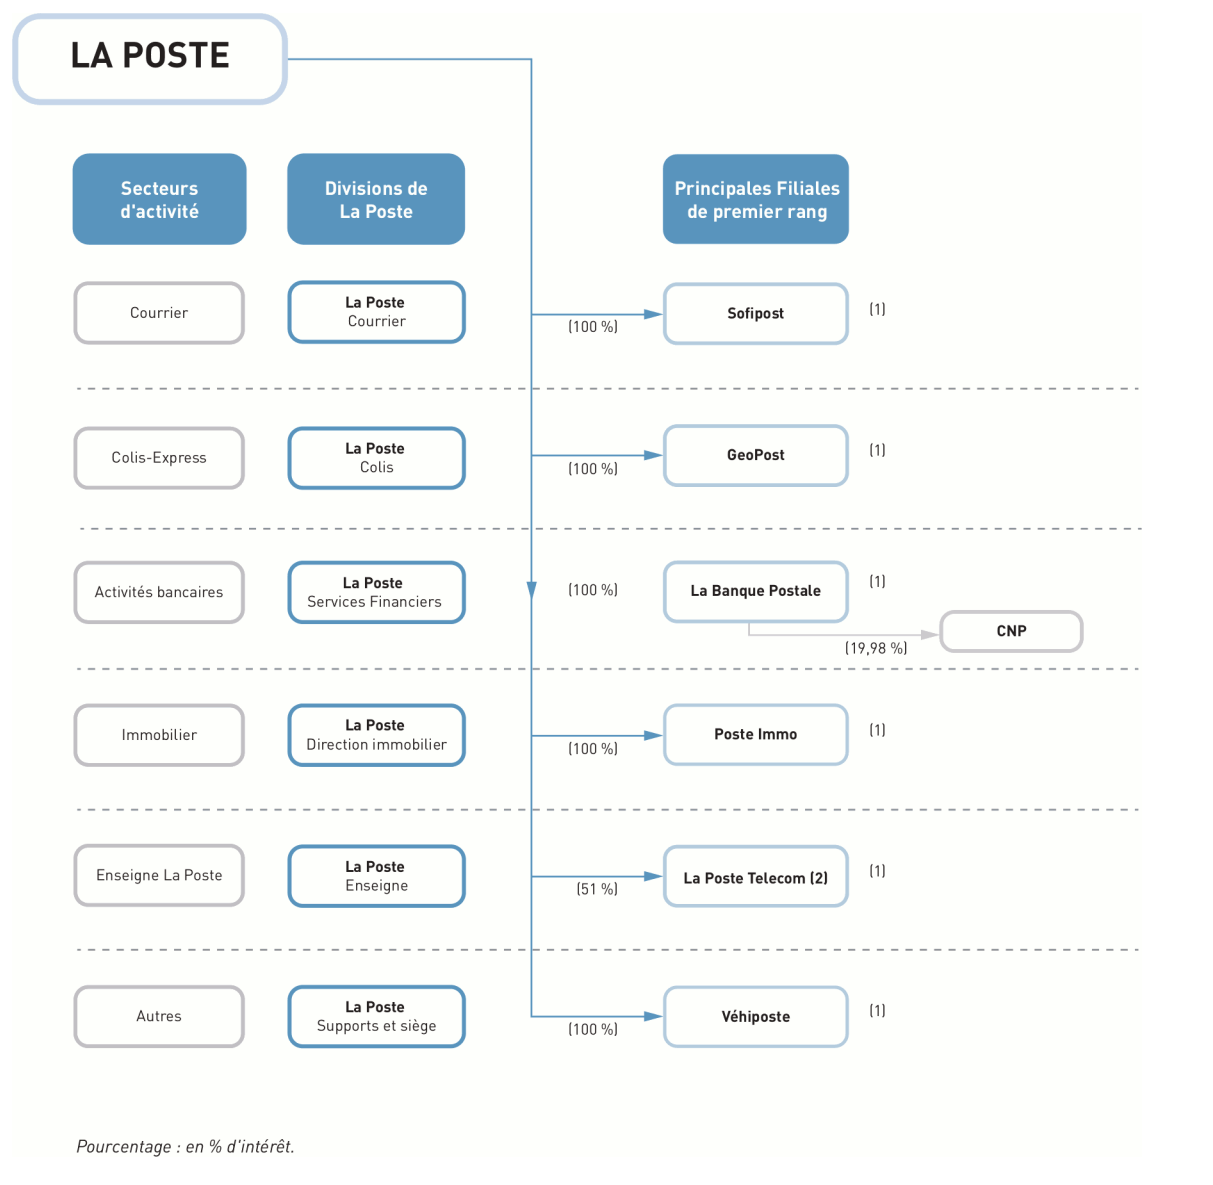 LA POSTE
Secteurs
d'activité
Divisions de
La Poste
Principales Filiales
de premier rang
Courrier
La Poste
Courrier
(100 %)
Sofipost
(1)
Colis-Express
La Poste
Colis
(100 %)
GeoPost
(1)
Activités bancaires
La Poste
Services Financiers
(100 %)
La Banque Postale
(1)
CNP
(19,98 %)
Immobilier
La Poste
Direction immobilier
(100 %)
Poste Immo
(1)
Enseigne La Poste
La Poste
Enseigne
(51 %)
La Poste Telecom (2)
(1)
Autres
La Poste
Supports et siège
(100 %)
Véhiposte
(1)
Pourcentage : en % d'intérêt.